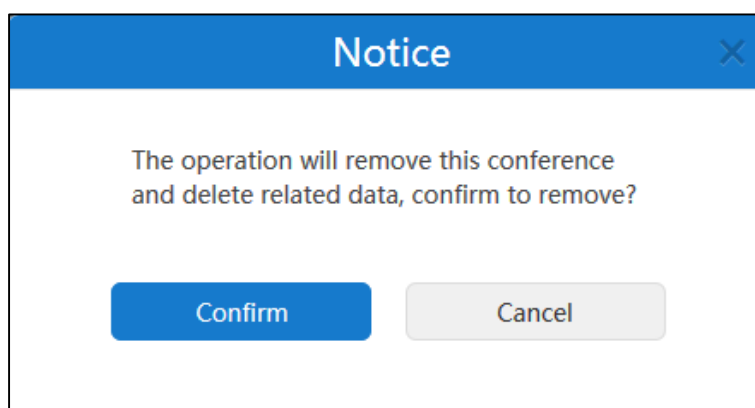 Notice
The operation will remove this conference
and delete related data, confirm to remove?
Confirm
Cancel